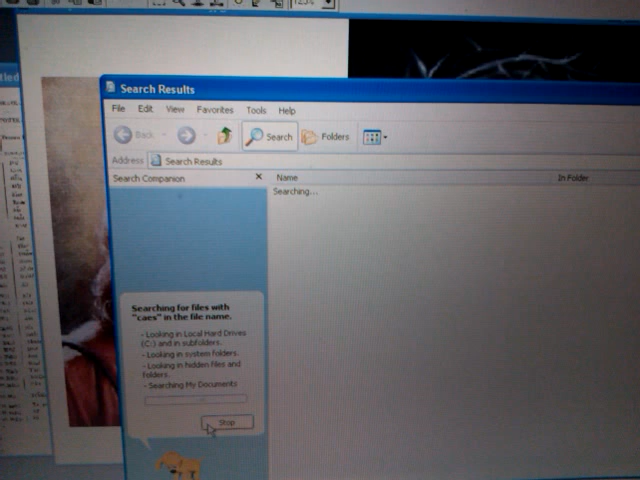 125%
itled
Search Results
File Edit View Favorites Tools Help
Back Search Folders
Address Search Results
Search Companion Name In Folder
Searching...
Searching for files with
"caes" in the file name.
- Looking in Local Hard Drives
(C:) and in subfolders.
- Looking in system folders.
- Looking in hidden files and
folders.
- Searching My Documents
Stop